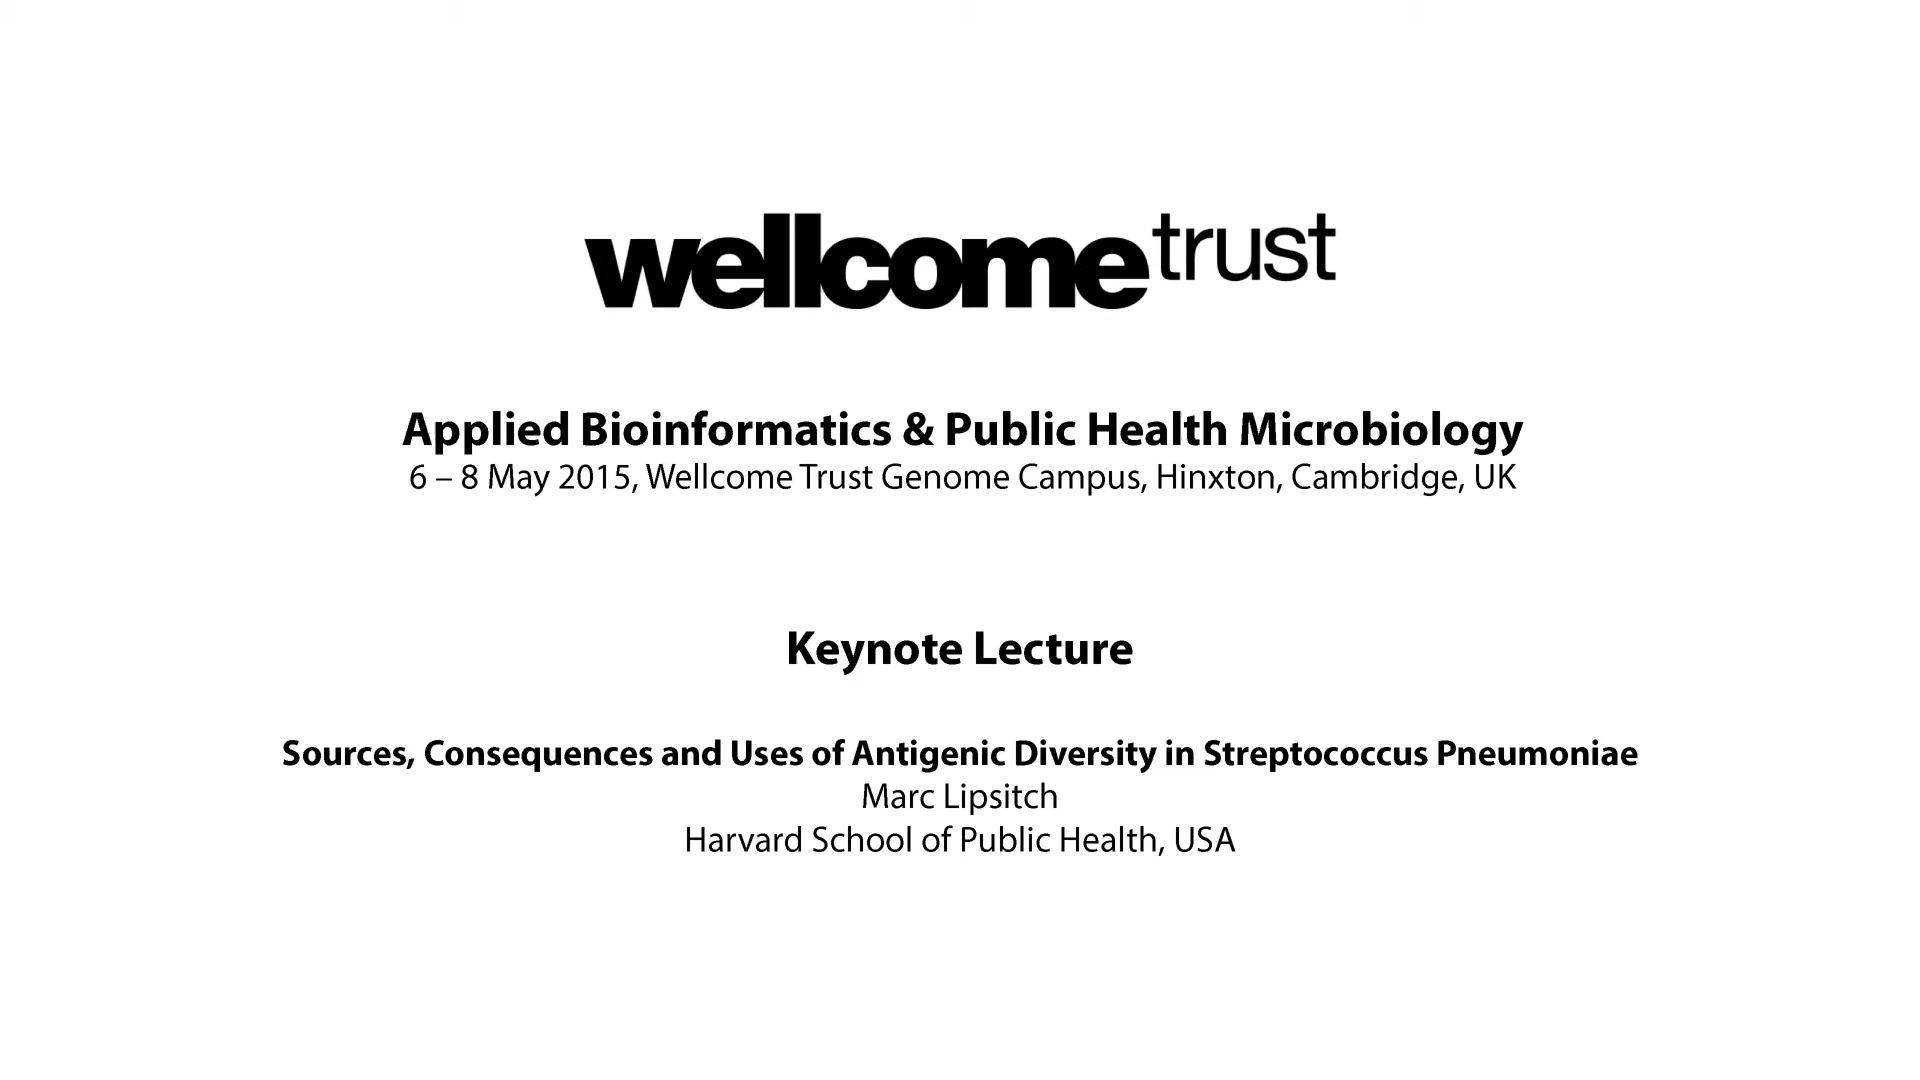 wellcome trust
Applied Bioinformatics & Public Health Microbiology
6 – 8 May 2015, Wellcome Trust Genome Campus, Hinxton, Cambridge, UK
Keynote Lecture
Sources, Consequences and Uses of Antigenic Diversity in Streptococcus Pneumoniae
Marc Lipsitch
Harvard School of Public Health, USA